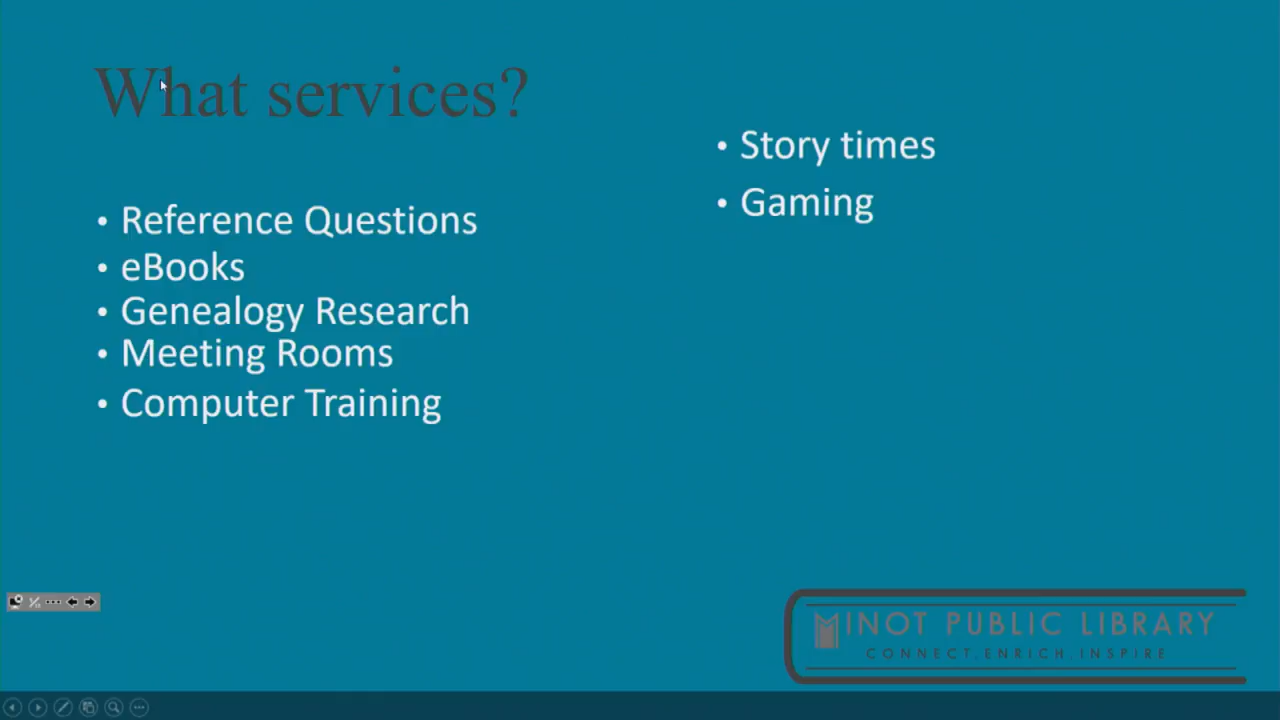 What services?
• Reference Questions
• eBooks
• Genealogy Research
• Meeting Rooms
• Computer Training
• Story times
• Gaming
MINOT PUBLIC LIBRARY
CONNECT.ENRICH.INSPIRE